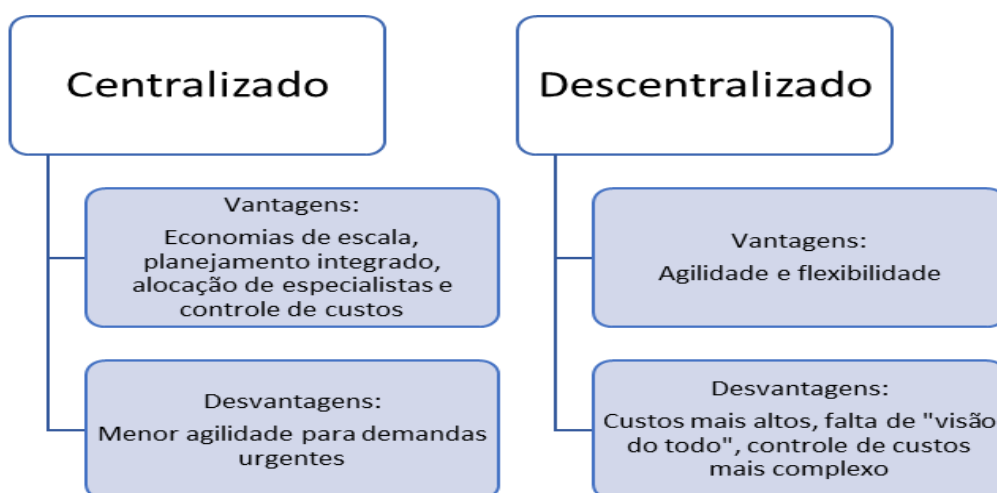 Centralizado
Vantagens:
Economias de escala,
planejamento integrado,
alocação de especialistas e
controle de custos
Desvantagens:
Menor agilidade para demandas
urgentes
Descentralizado
Vantagens:
Agilidade e flexibilidade
Desvantagens:
Custos mais altos, falta de "visão
do todo", controle de custos
mais complexo